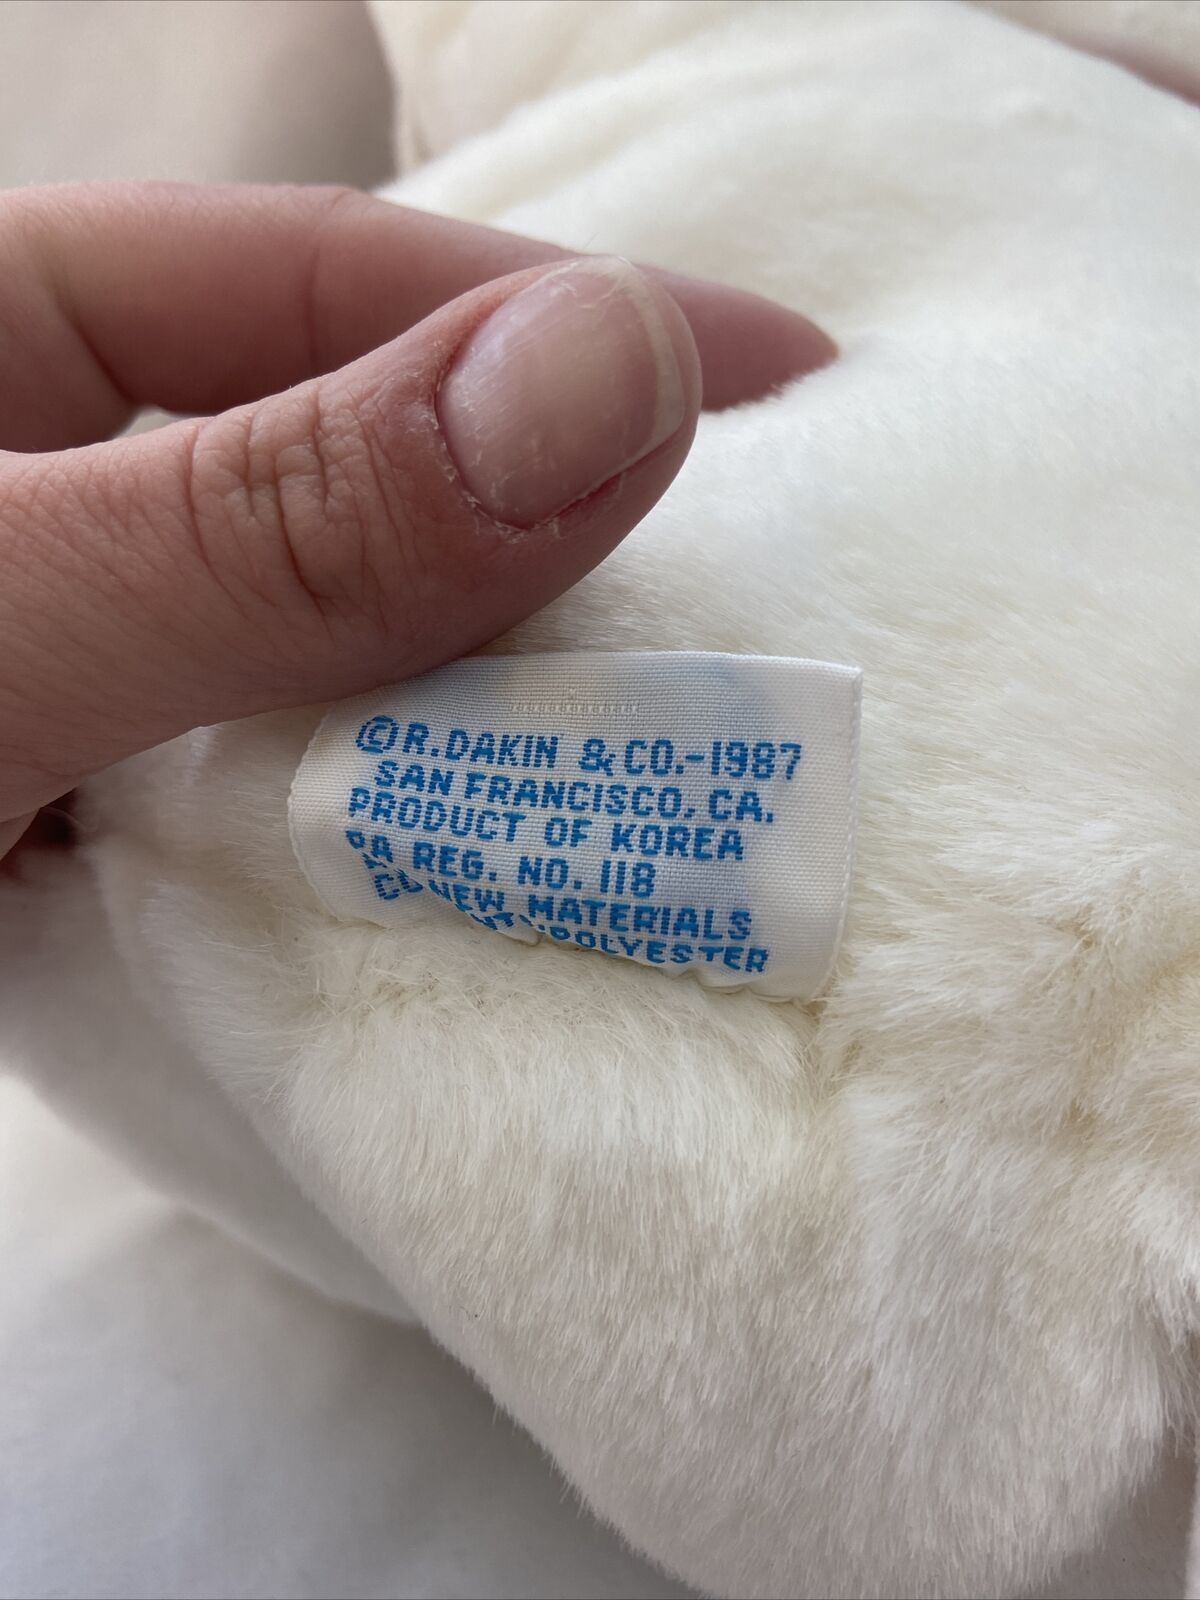 ©R.DAKIN & CO.-1987
SAN FRANCISCO, CA.
PRODUCT OF KOREA
PA REG. NO. 118
NEW MATERIALS
POLYESTER